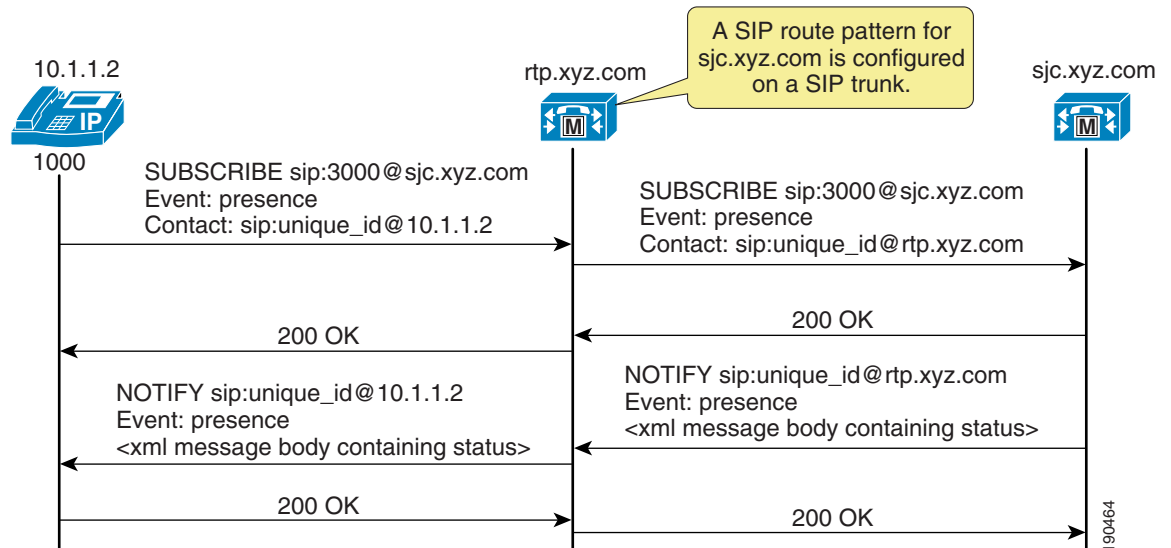 A SIP route pattern for
sjc.xyz.com is configured
on a SIP trunk.
10.1.1.2
rtp.xyz.com
sjc.xyz.com
IP
M
M
1000
SUBSCRIBE sip:3000@sjc.xyz.com
Event: presence
Contact: sip:unique_id@10.1.1.2
SUBSCRIBE sip:3000@sjc.xyz.com
Event: presence
Contact: sip:unique_id@rtp.xyz.com
200 OK
200 OK
NOTIFY sip:unique_id@10.1.1.2
Event: presence
<xml message body containing status>
NOTIFY sip:unique_id@rtp.xyz.com
Event: presence
<xml message body containing status>
200 OK
200 OK
190464